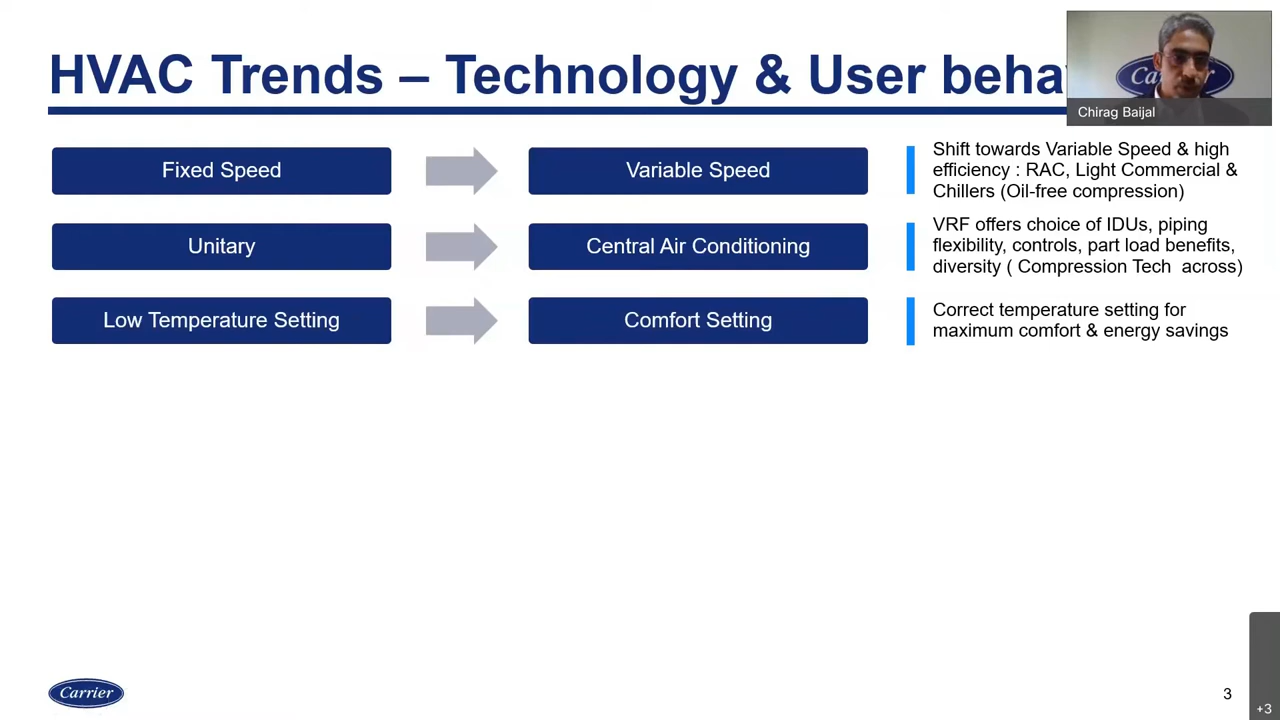 HVAC Trends – Technology & User beha
Carrier
Chirag Baijal
Fixed Speed
Variable Speed
Shift towards Variable Speed & high
efficiency : RAC, Light Commercial &
Chillers (Oil-free compression)
Unitary
Central Air Conditioning
VRF offers choice of IDUs, piping
flexibility, controls, part load benefits,
diversity ( Compression Tech across)
Low Temperature Setting
Comfort Setting
Correct temperature setting for
maximum comfort & energy savings
Carrier
3
+3